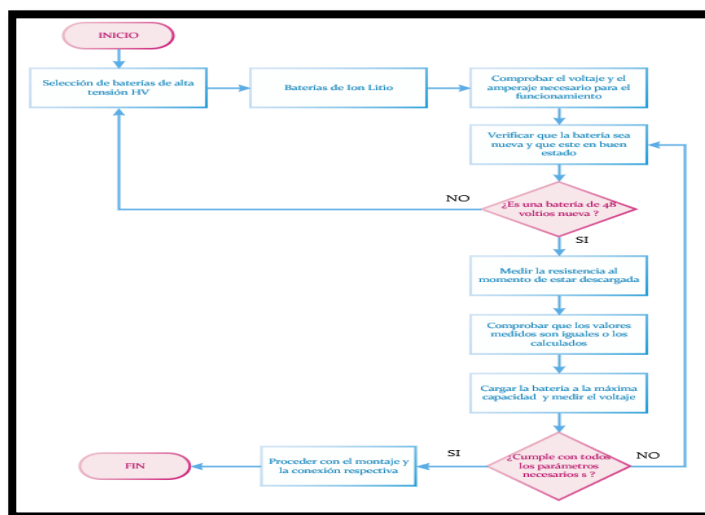 INICIO
Selección de baterías de alta
tensión HV
Baterías de Ion Litio
Comprobar el voltaje y el
amperaje necesario para el
funcionamiento
Verificar que la batería sea
nueva y que este en buen
estado
¿Es una batería de 48
voltios nueva ?
NO
SI
Medir la resistencia al
momento de estar descargada
Comprobar que los valores
medidos son iguales o los
calculados
Cargar la batería a la máxima
capacidad y medir el voltaje
¿Cumple con todos
los parámetros
necesarios s ?
NO
SI
Proceder con el montaje y
la conexión respectiva
FIN